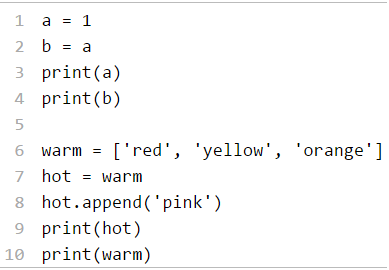 1 a = 1
2 b = a
3 print(a)
4 print(b)
5
6 warm = ['red', 'yellow', 'orange']
7 hot = warm
8 hot.append('pink')
9 print(hot)
10 print(warm)